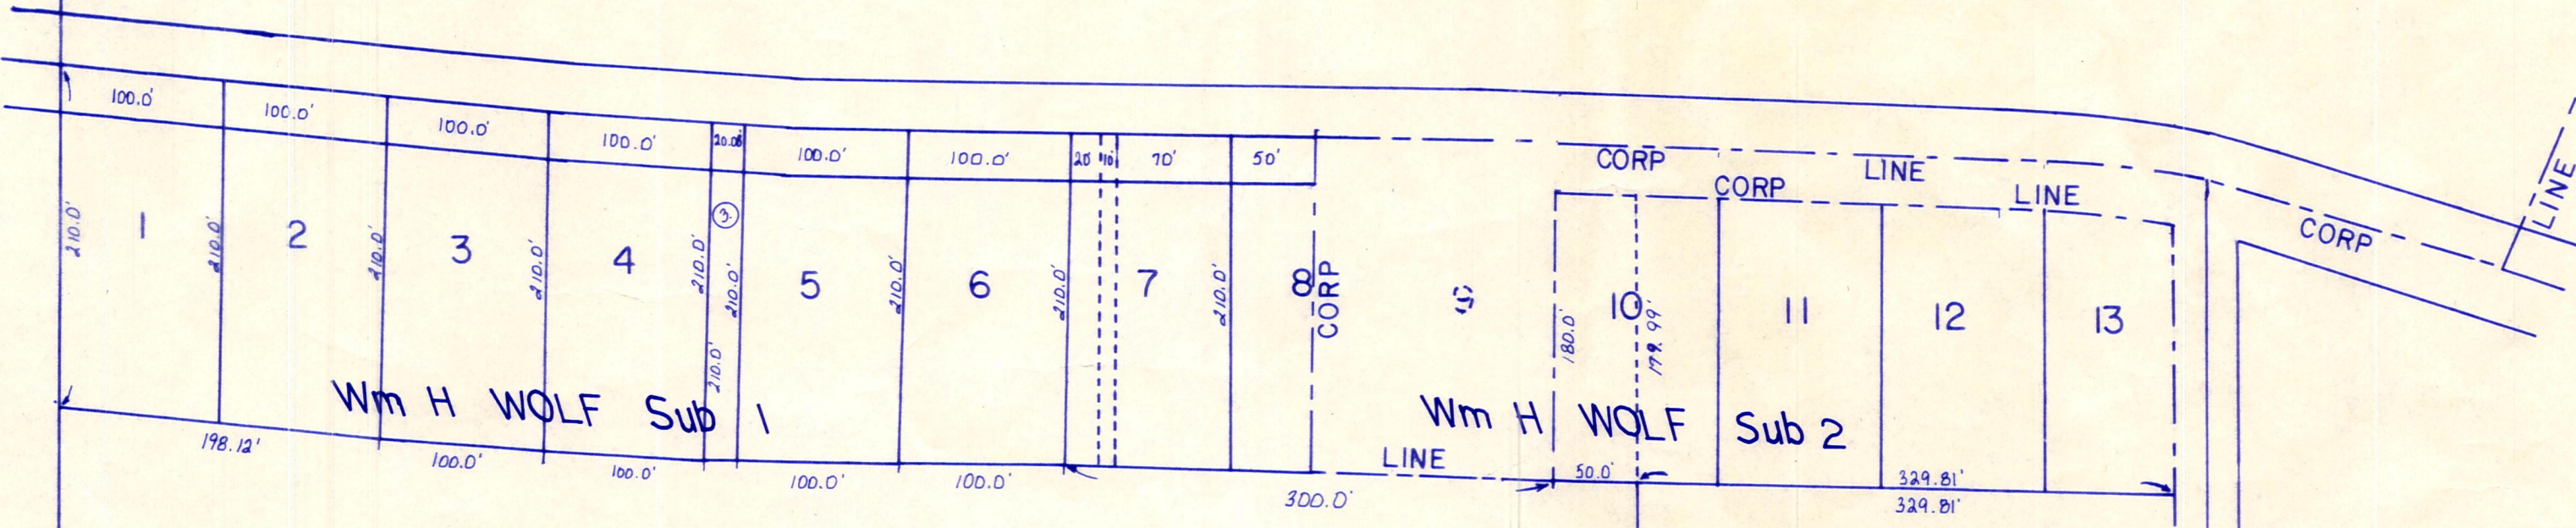 100.0' 100.0' 100.0' 100.0' 20.0' 100.0' 100.0' 20' 10' 70' 50'
CORP LINE
CORP LINE
CORP
LINE
210.0' 1 210.0' 2 210.0' 3 210.0' 4 210.0' 3. 210.0' 5 210.0' 6 210.0' 7 210.0' 8 CORP 9 180.0' 10 179.99' 11 12 13
210.0'
Wm H WOLF Sub 1
Wm H WOLF Sub 2
LINE
198.12' 100.0' 100.0' 100.0' 100.0' 300.0' 50.0' 329.81'
329.81'